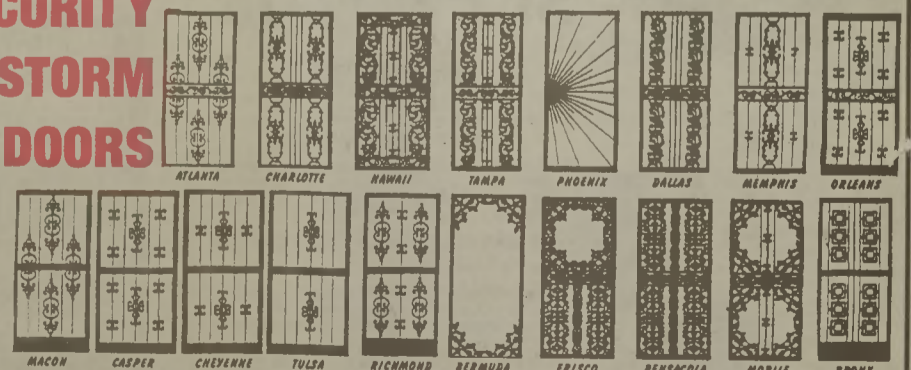 CURITY
STORM
DOORS
ATLANTA CHARLOTTE HAWAII TAMPA PHOENIX DALLAS MEMPHIS ORLEANS
MACON CASPER CHEYENNE TULSA RICHMOND BERMUDA FRISCO PENSACOLA MOBILE BRONX